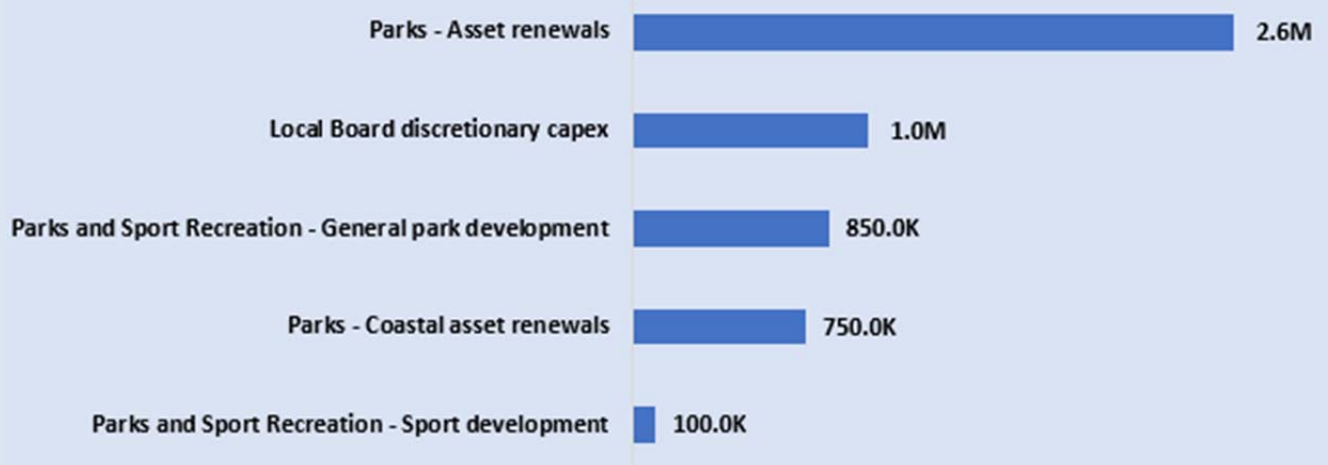 Parks - Asset renewals 2.6M
Local Board discretionary capex 1.0M
Parks and Sport Recreation - General park development 850.0K
Parks - Coastal asset renewals 750.0K
Parks and Sport Recreation - Sport development 100.0K